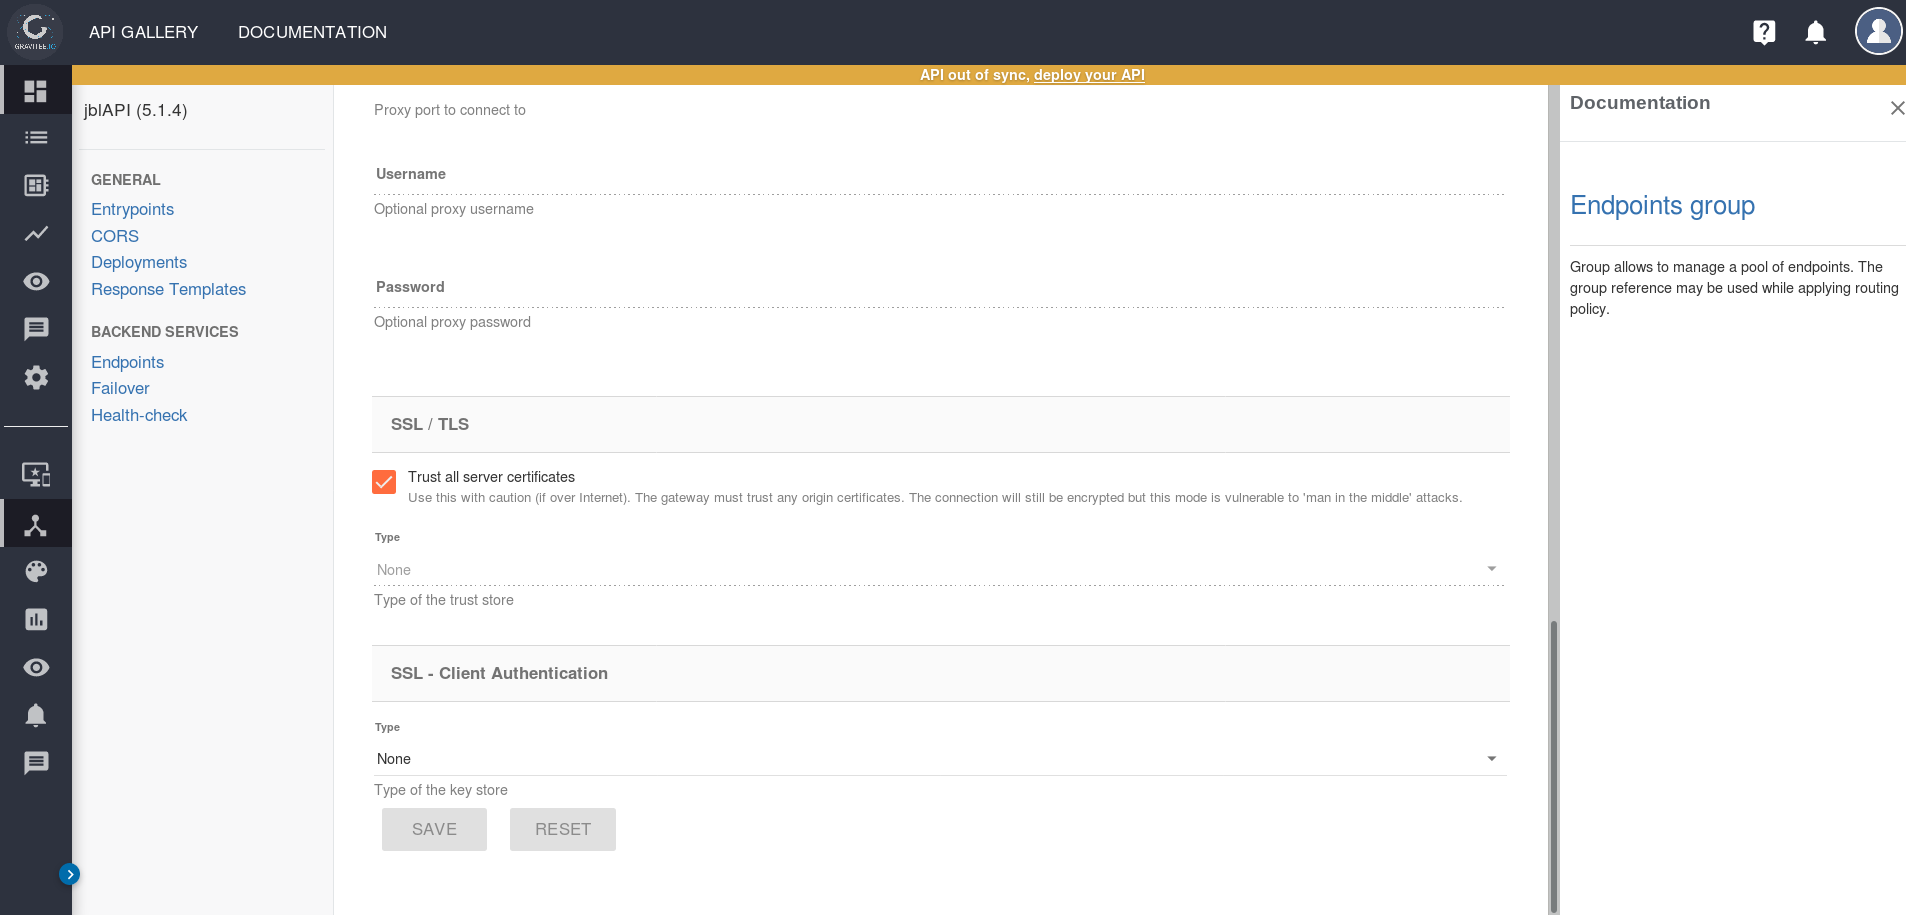 GRAVITEE.IO
API GALLERY
DOCUMENTATION
API out of sync, deploy your API
jblAPI (5.1.4)
GENERAL
Entrypoints
CORS
Deployments
Response Templates
BACKEND SERVICES
Endpoints
Failover
Health-check
Proxy port to connect to
Username
Optional proxy username
Password
Optional proxy password
SSL / TLS
Trust all server certificates
Use this with caution (if over Internet). The gateway must trust any origin certificates. The connection will still be encrypted but this mode is vulnerable to 'man in the middle' attacks.
Type
None
Type of the trust store
SSL - Client Authentication
Type
None
Type of the key store
SAVE
RESET
Documentation
Endpoints group
Group allows to manage a pool of endpoints. The
group reference may be used while applying routing
policy.